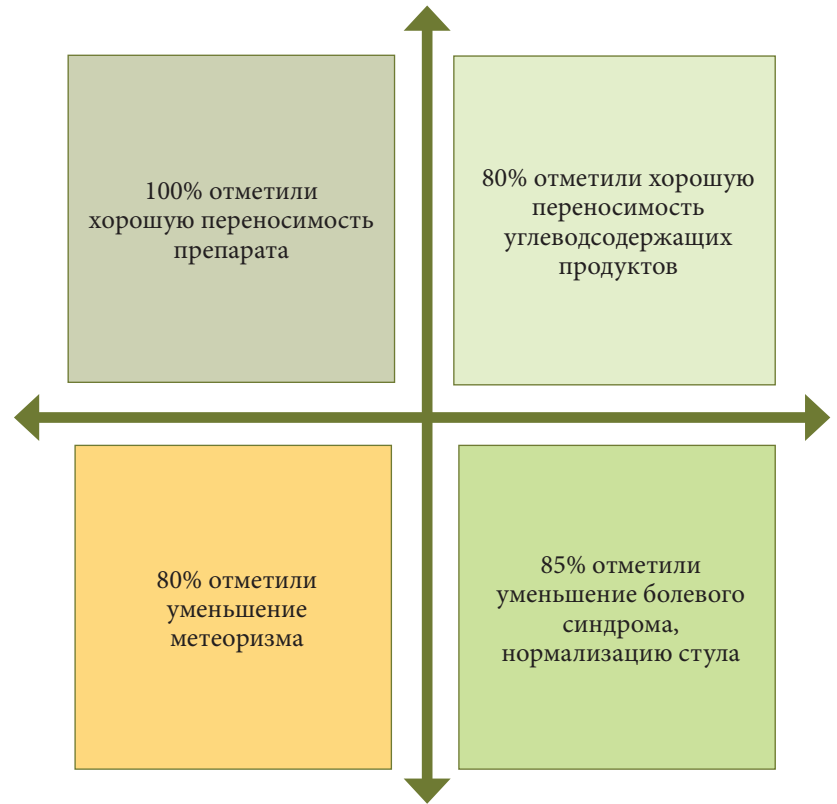 100% отметили
хорошую переносимость
препарата
80% отметили хорошую
переносимость
углеводсодержащих
продуктов
80% отметили
уменьшение
метеоризма
85% отметили
уменьшение болевого
синдрома,
нормализацию стула